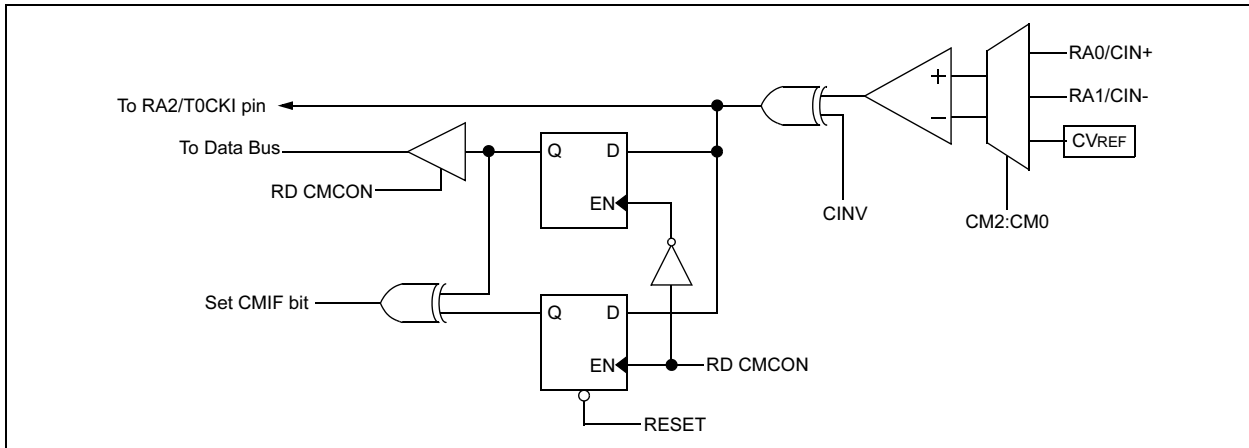 RA0/CIN+
To RA2/T0CKI pin
+
RA1/CIN-
−
To Data Bus
Q
D
CVREF
RD CMCON
EN
CINV
CM2:CM0
Set CMIF bit
Q
D
EN
RD CMCON
RESET